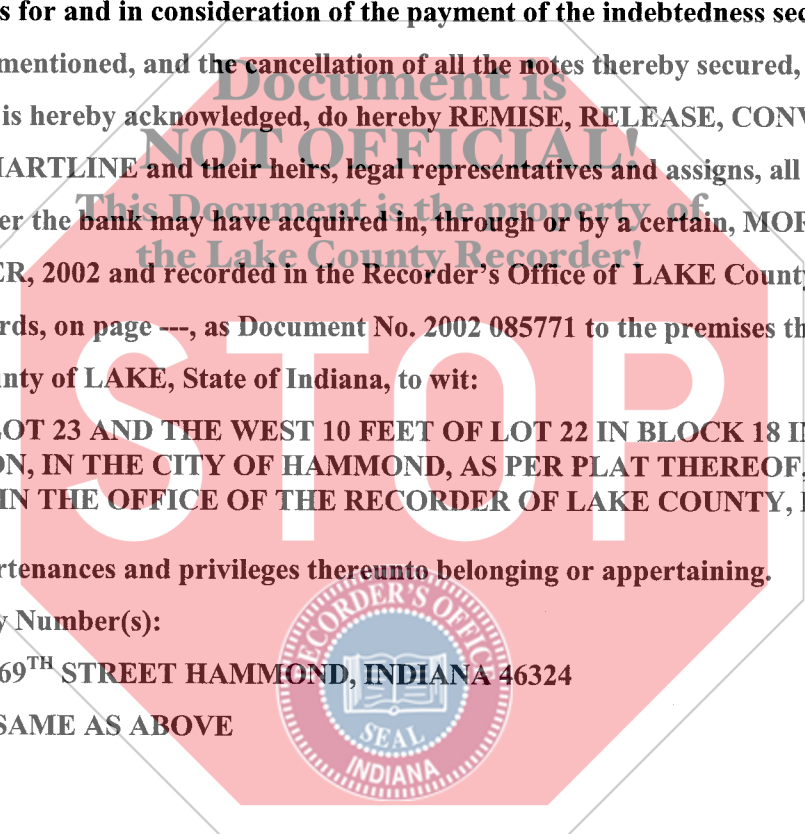 s for and in consideration of the payment of the indebtedness sec
mentioned, and the cancellation of all the notes thereby secured,
is hereby acknowledged, do hereby REMISE, RELEASE, CONV
HARTLINE and their heirs, legal representatives and assigns, all
er the bank may have acquired in, through or by a certain, MOR
ER, 2002 and recorded in the Recorder's Office of LAKE County
rds, on page ---, as Document No. 2002 085771 to the premises th
unty of LAKE, State of Indiana, to wit:
LOT 23 AND THE WEST 10 FEET OF LOT 22 IN BLOCK 18 IN
ON, IN THE CITY OF HAMMOND, AS PER PLAT THEREOF,
IN THE OFFICE OF THE RECORDER OF LAKE COUNTY, I
rtenances and privileges thereunto belonging or appertaining.
y Number(s):
69TH STREET HAMMOND, INDIANA 46324
SAME AS ABOVE
Document is
NOT OFFICIAL!
This Document is the property of
the Lake County Recorder!
STOP
RECORDER'S OFFICE
SEAL
INDIANA